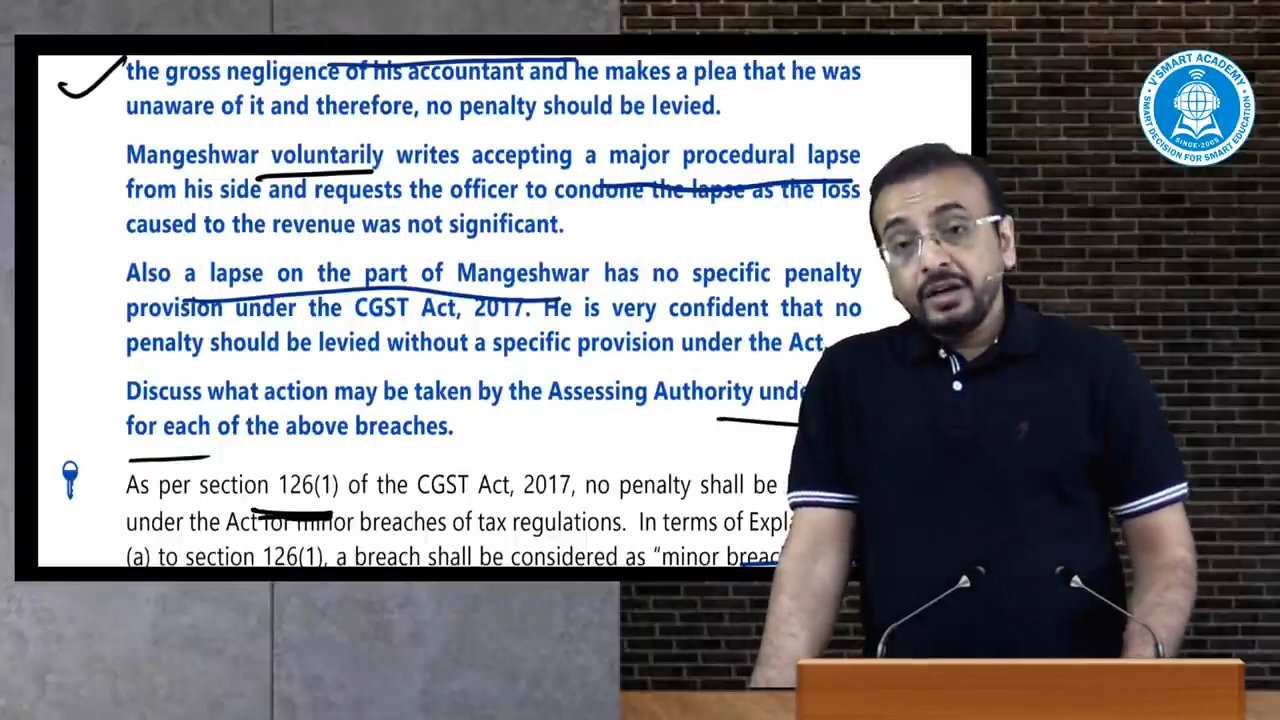 the gross negligence of his accountant and he makes a plea that he was
unaware of it and therefore, no penalty should be levied.
Mangeshwar voluntarily writes accepting a major procedural lapse
from his side and requests the officer to condone the lapse as the loss
caused to the revenue was not significant.
Also a lapse on the part of Mangeshwar has no specific penalty
provision under the CGST Act, 2017. He is very confident that no
penalty should be levied without a specific provision under the Act.
Discuss what action may be taken by the Assessing Authority
for each of the above breaches.
As per section 126(1) of the CGST Act, 2017, no penalty shall be
under the Act for minor breaches of tax regulations. In terms of
(a) to section 126(1), a breach shall be considered as “minor
V'SMART ACADEMY
SMART DECISION FOR SMART EDUCATION
SINCE-2005